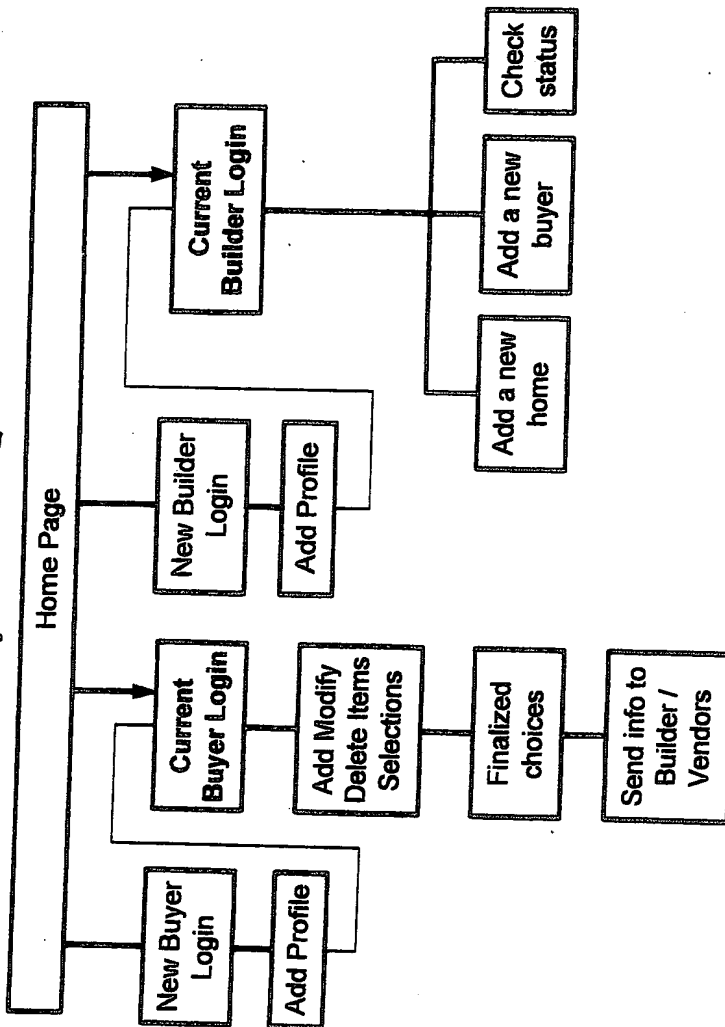 Home Page
New Buyer
Login
Add Profile
Current
Buyer Login
Add Modify
Delete Items
Selections
Finalized
choices
Send info to
Builder /
Vendors
New Builder
Login
Add Profile
Current
Builder Login
Add a new
home
Add a new
buyer
Check
status